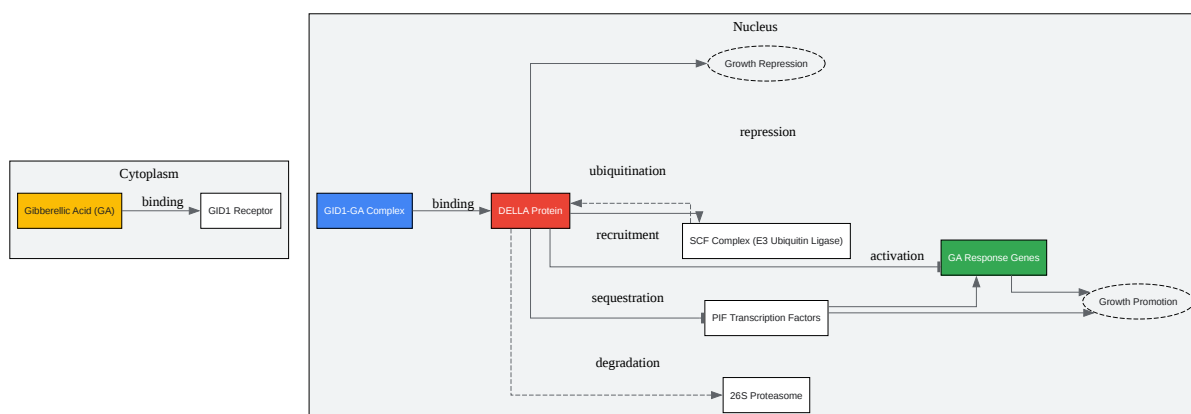 Nucleus
Growth Repression
repression
Cytoplasm
ubiquitination
Gibberellic Acid (GA)
binding
GID1 Receptor
GID1-GA Complex
binding
DELLA Protein
recruitment
SCF Complex (E3 Ubiquitin Ligase)
activation
GA Response Genes
sequestration
PIF Transcription Factors
Growth Promotion
degradation
26S Proteasome